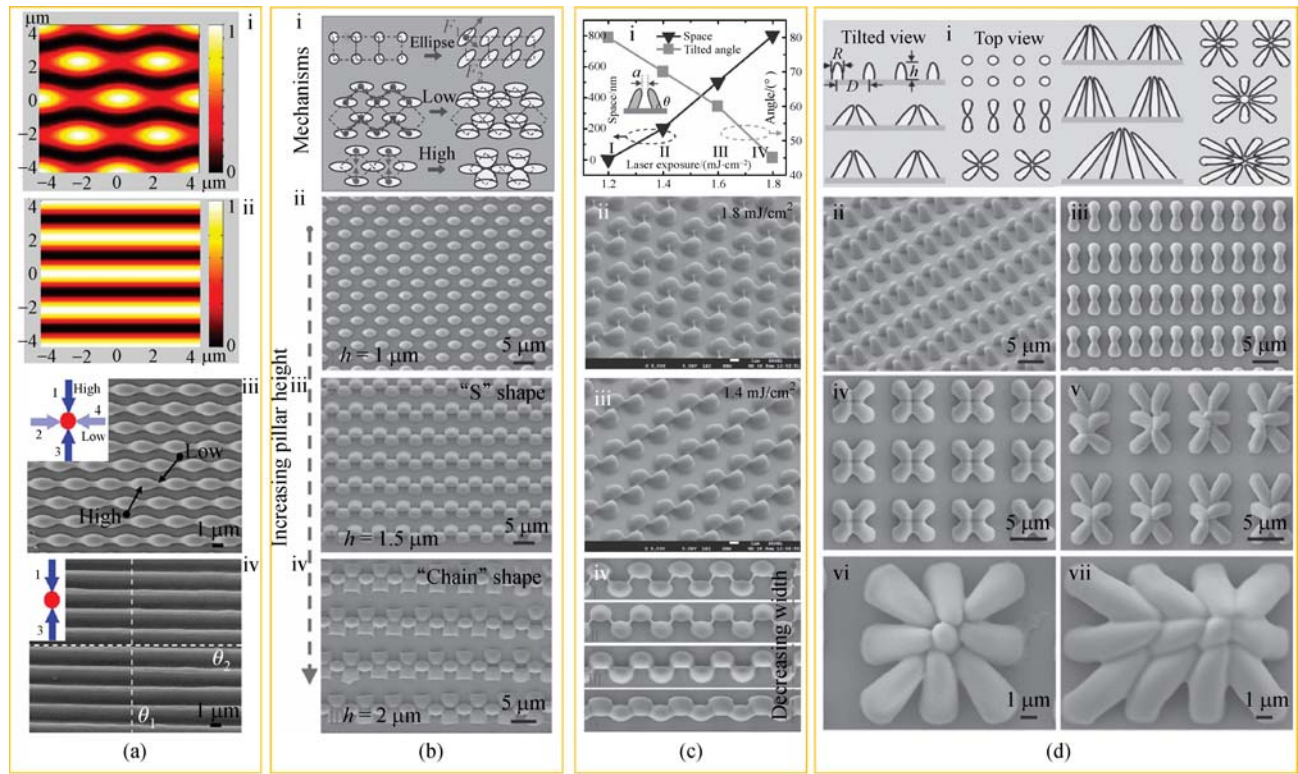 μm
i
4
2
0
−2
−4
−4
−2
0
2
4
μm
1
0
ii
4
2
0
−2
−4
−4
−2
0
2
4
μm
1
0
iii
1
High
2
4
Low
3
Low
High
1 μm
iv
1
3
θ2
θ1
1 μm
(a)
i
Mechanisms
Ellipse
F2
Low
High
ii
Increasing pillar height
h = 1 μm
5 μm
iii
"S" shape
h = 1.5 μm
5 μm
iv
"Chain" shape
h = 2 μm
5 μm
(b)
i
Space
Tilted angle
800
600
400
200
0
Space/nm
80
70
60
50
40
Angle/(°)
a
θ
I
II
III
IV
Laser exposure/(mJ·cm−2)
1.2
1.4
1.6
1.8
ii
1.8 mJ/cm2
iii
1.4 mJ/cm2
iv
Decreasing width
(c)
Tilted view
i
Top view
R
h
D
ii
5 μm
iii
5 μm
iv
5 μm
v
5 μm
vi
1 μm
vii
1 μm
(d)